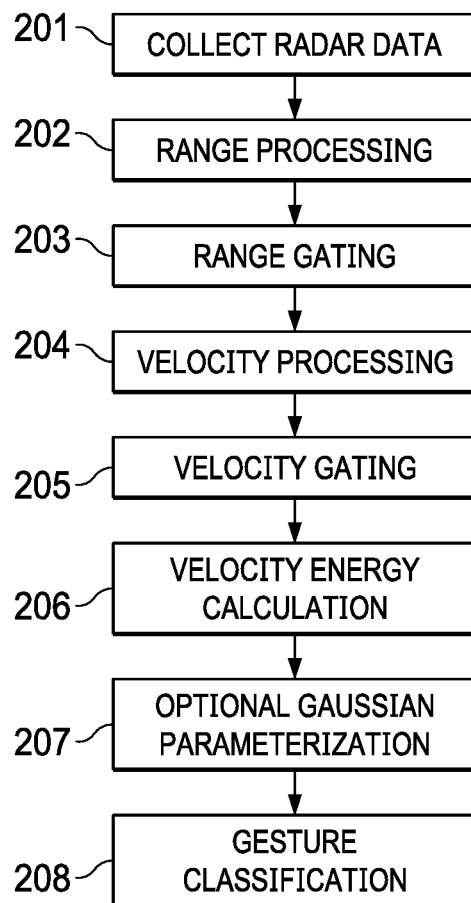 201
COLLECT RADAR DATA
202
RANGE PROCESSING
203
RANGE GATING
204
VELOCITY PROCESSING
205
VELOCITY GATING
206
VELOCITY ENERGY
CALCULATION
207
OPTIONAL GAUSSIAN
PARAMETERIZATION
208
GESTURE
CLASSIFICATION